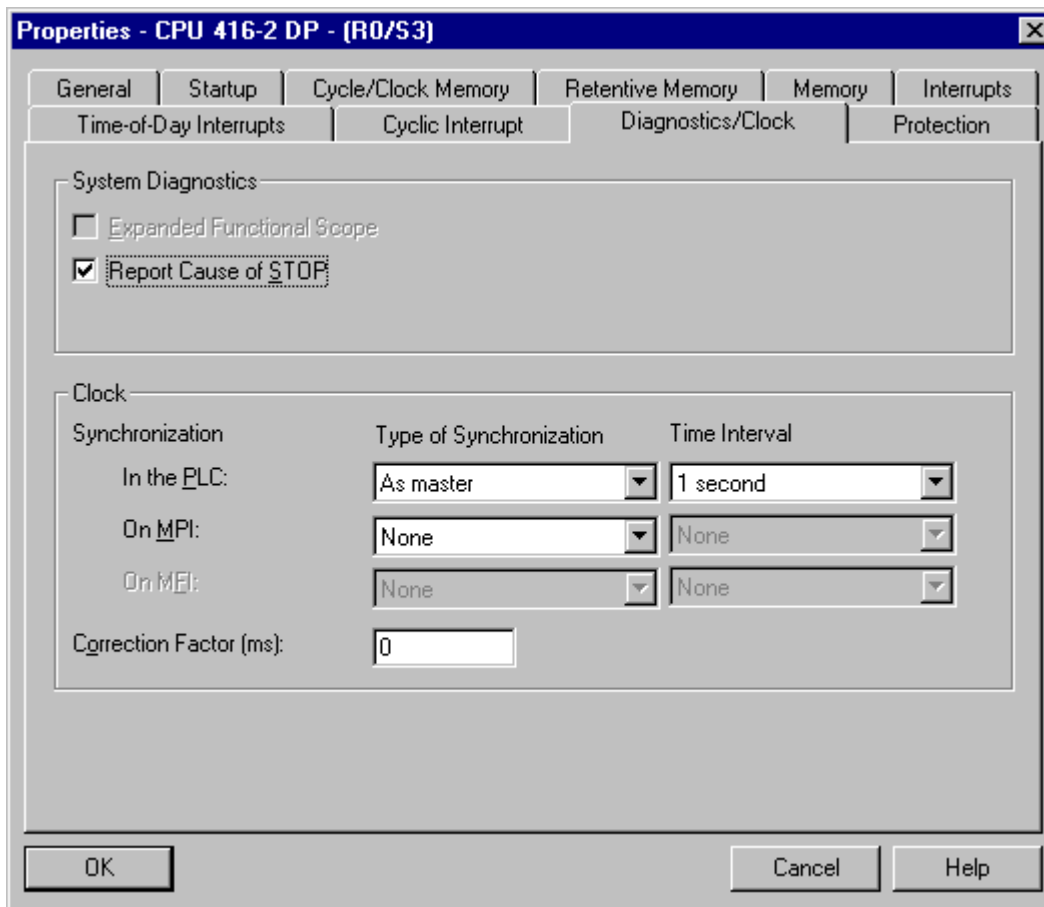 Properties - CPU 416-2 DP - (R0/S3)
General Startup Cycle/Clock Memory Retentive Memory Memory Interrupts
Time-of-Day Interrupts Cyclic Interrupt Diagnostics/Clock Protection
System Diagnostics
Expanded Functional Scope
Report Cause of STOP
Clock
Synchronization Type of Synchronization Time Interval
In the PLC: As master 1 second
On MPI: None None
On MFI: None None
Correction Factor (ms): 0
OK Cancel Help